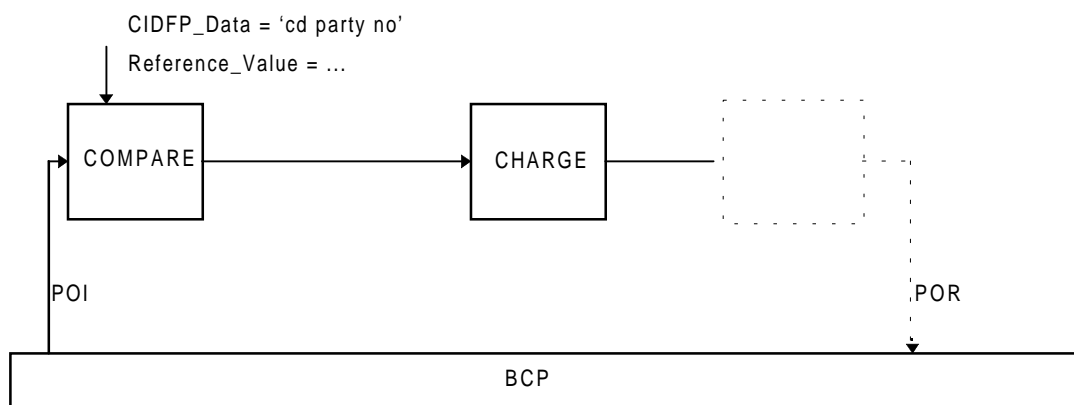 CIDFP_Data = ‘cd party no’
Reference_Value = ...
COMPARE
CHARGE
POI
POR
BCP